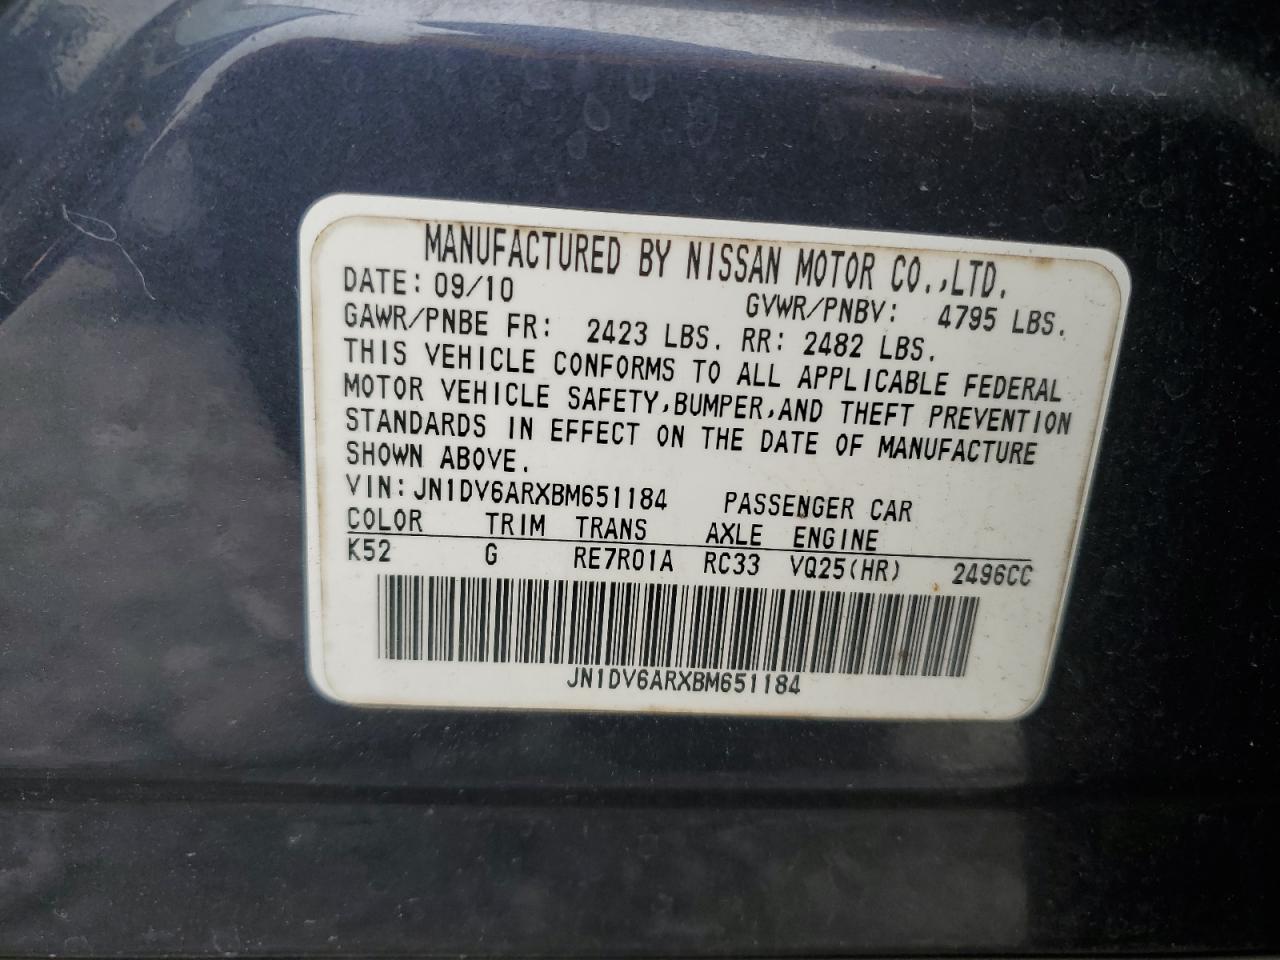 MANUFACTURED BY NISSAN MOTOR CO.,LTD.
DATE: 09/10 GVWR/PNBV: 4795 LBS.
GAWR/PNBE FR: 2423 LBS. RR: 2482 LBS.
THIS VEHICLE CONFORMS TO ALL APPLICABLE FEDERAL
MOTOR VEHICLE SAFETY,BUMPER,AND THEFT PREVENTION
STANDARDS IN EFFECT ON THE DATE OF MANUFACTURE
SHOWN ABOVE.
VIN: JN1DV6ARXBM651184 PASSENGER CAR
COLOR TRIM TRANS AXLE ENGINE
K52 G RE7R01A RC33 VQ25(HR) 2496CC
JN1DV6ARXBM651184